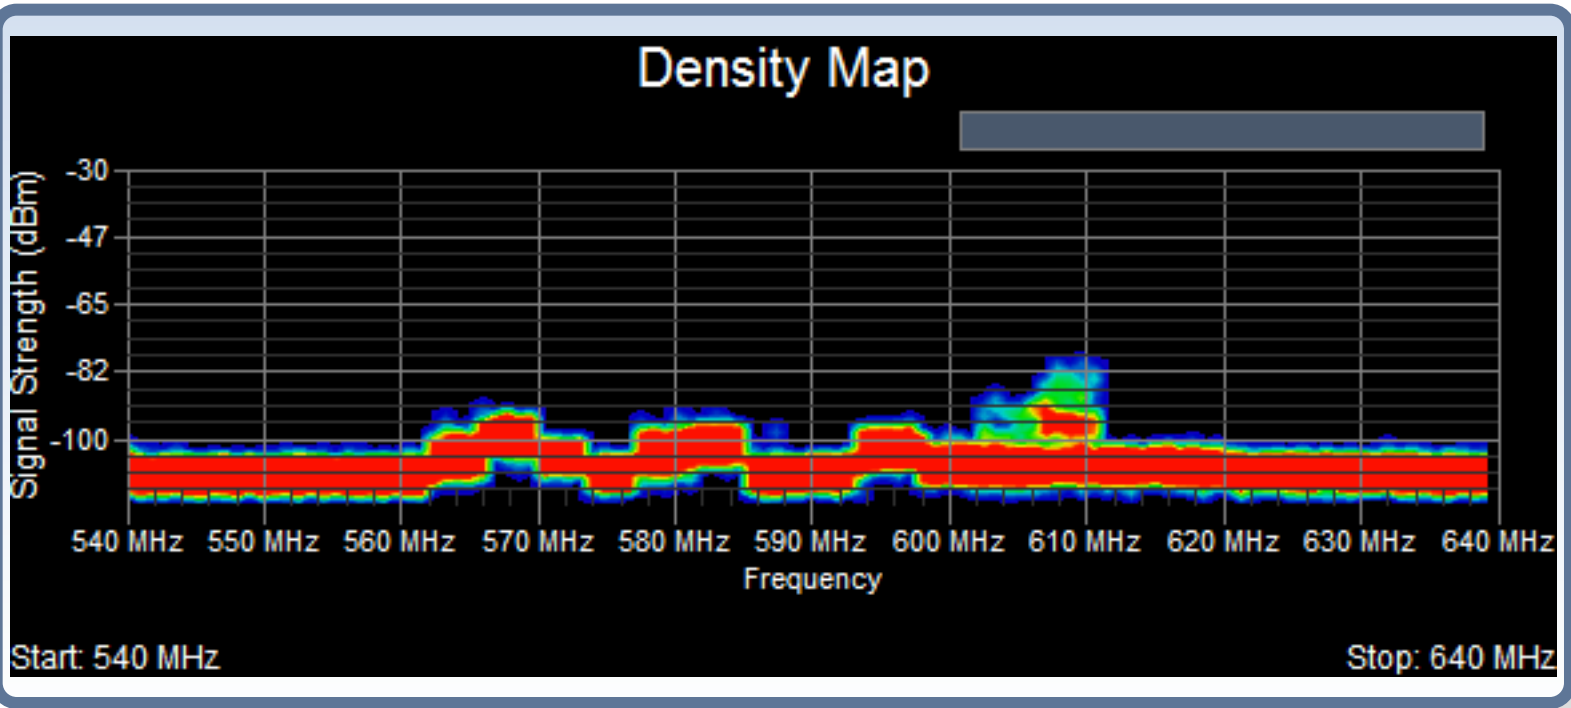 Density Map
-30
-47
-65
-82
-100
Signal Strength (dBm)
540 MHz 550 MHz 560 MHz 570 MHz 580 MHz 590 MHz 600 MHz 610 MHz 620 MHz 630 MHz 640 MHz
Frequency
Start: 540 MHz Stop: 640 MHz